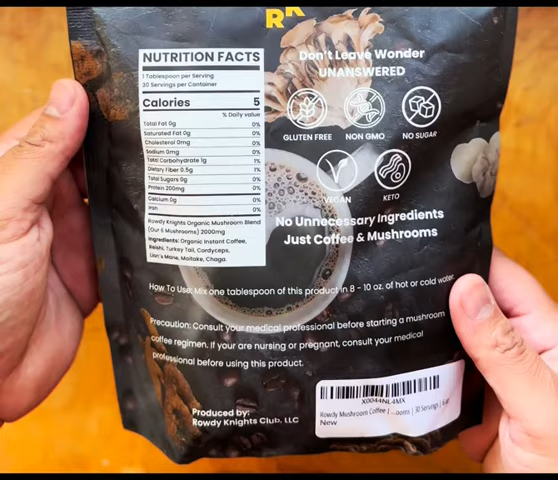 RK
NUTRITION FACTS
1 Tablespoon per Serving
30 Servings per Container
Calories 5
% Daily value
Total Fat 0g 0%
Saturated Fat 0g 0%
Cholesterol 0mg 0%
Sodium 0mg 0%
Total Carbohydrate 1g 1%
Dietary Fiber 0.5g 1%
Total Sugars 0g 0%
Protein 200mg 0%
Calcium 0g 0%
Iron 0%
Rowdy Knights Organic Mushroom Blend
(Our 6 Mushrooms) 2000mg
Ingredients: Organic Instant Coffee,
Reishi, Turkey Tail, Cordyceps,
Lion's Mane, Maitake, Chaga.
Don't Leave Wonder
UNANSWERED
GLUTEN FREE NON GMO NO SUGAR
VEGAN KETO
No Unnecessary Ingredients
Just Coffee & Mushrooms
How To Use: Mix one tablespoon of this product in 8 - 10 oz. of hot or cold water.
Precaution: Consult your medical professional before starting a mushroom
coffee regimen. If you are nursing or pregnant, consult your medical
professional before using this product.
Produced by:
Rowdy Knights Club, LLC
X0044NL4MX
Rowdy Mushroom Coffee | 30 Servings |
New